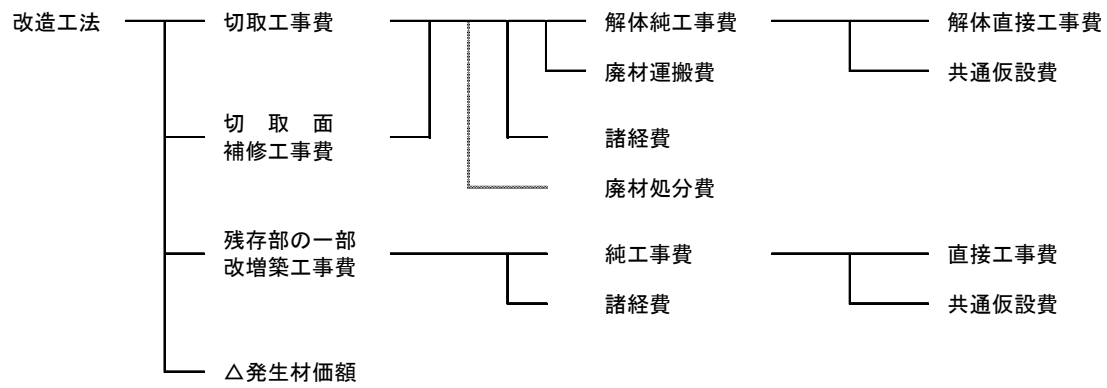 改造工法 切取工事費 解体純工事費 解体直接工事費
廃材運搬費 共通仮設費
切　取　面
補修工事費
諸経費
廃材処分費
残存部の一部
改増築工事費
純工事費 直接工事費
諸経費 共通仮設費
△発生材価額